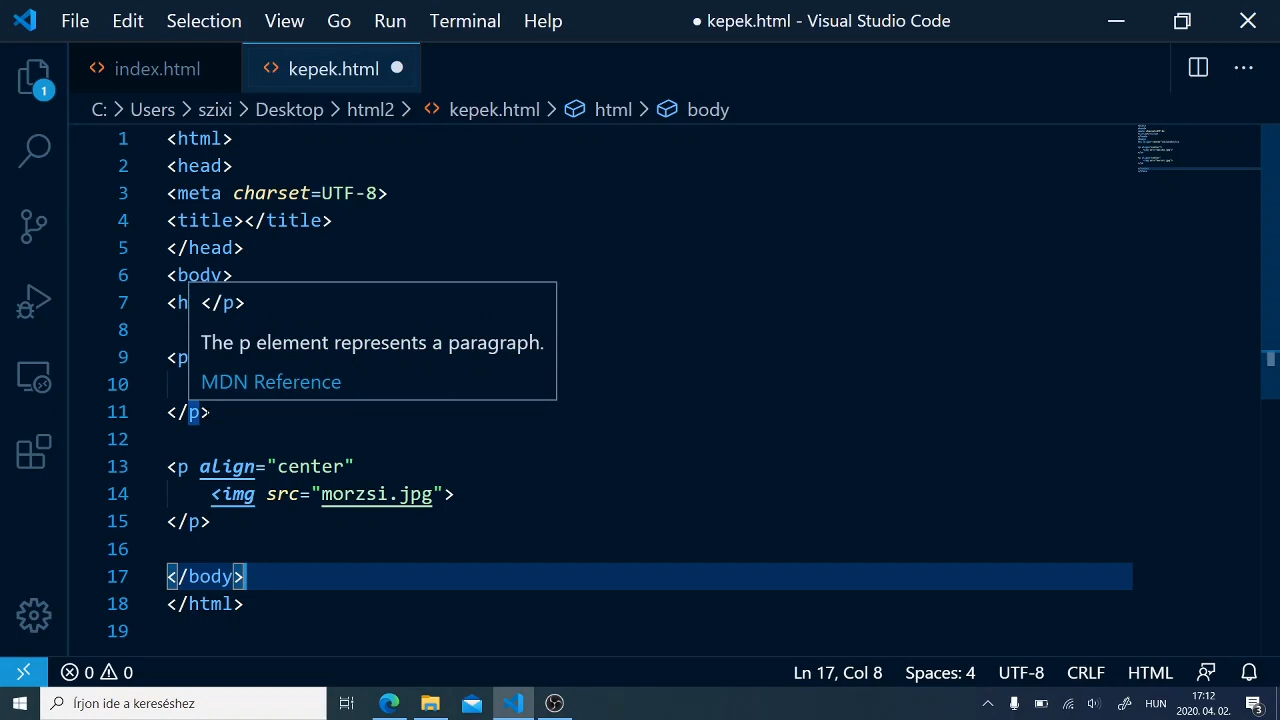 File Edit Selection View Go Run Terminal Help ● kepek.html - Visual Studio Code
index.html kepek.html
C: > Users > szixi > Desktop > html2 > kepek.html > html > body
1 <html>
2 <head>
3 <meta charset=UTF-8>
4 <title></title>
5 </head>
6 <body>
7 <h
</p>
8
The p element represents a paragraph.
9 <p
10
MDN Reference
11 </p>
12
13 <p align="center"
14 <img src="morzsi.jpg">
15 </p>
16
17 </body>
18 </html>
19
1
0 0 Ln 17, Col 8 Spaces: 4 UTF-8 CRLF HTML
Írjon ide a kereséshez HUN 17:12
2020. 04. 02. 3